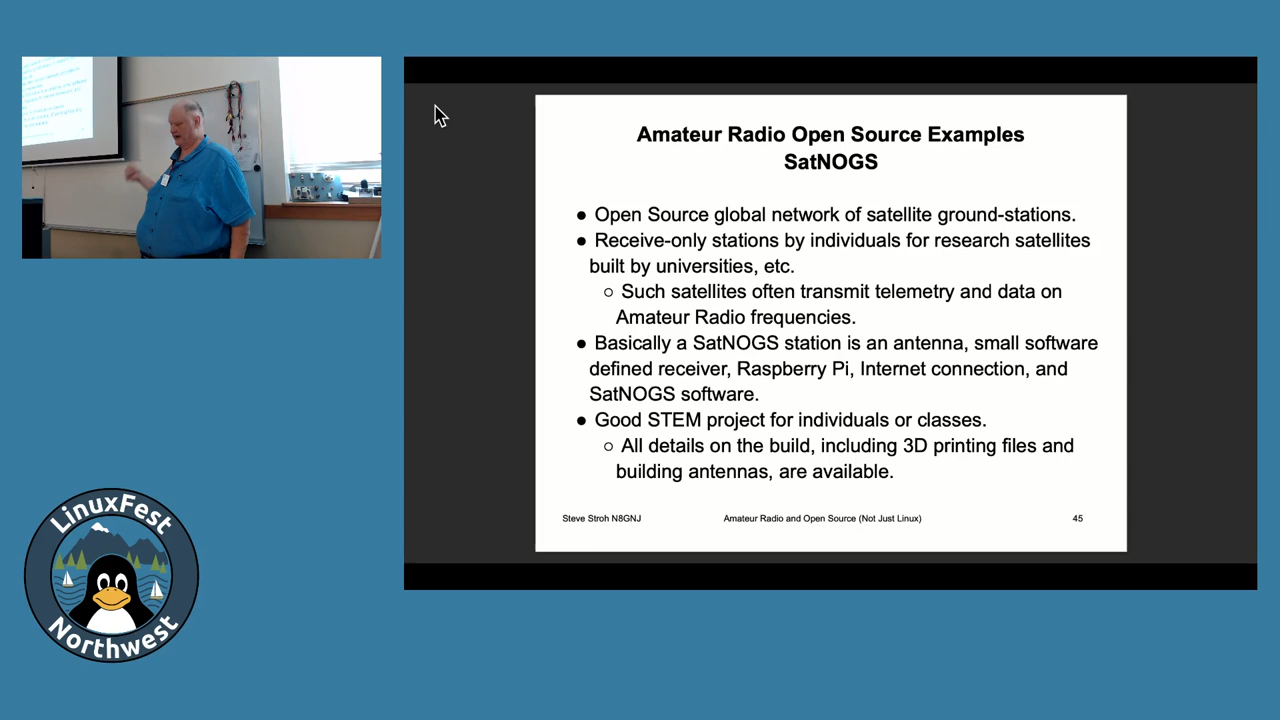 Amateur Radio Open Source Examples
SatNOGS
● Open Source global network of satellite ground-stations.
● Receive-only stations by individuals for research satellites
built by universities, etc.
○ Such satellites often transmit telemetry and data on
Amateur Radio frequencies.
● Basically a SatNOGS station is an antenna, small software
defined receiver, Raspberry Pi, Internet connection, and
SatNOGS software.
● Good STEM project for individuals or classes.
○ All details on the build, including 3D printing files and
building antennas, are available.
Steve Stroh N8GNJ
Amateur Radio and Open Source (Not Just Linux)
45
LinuxFest
Northwest